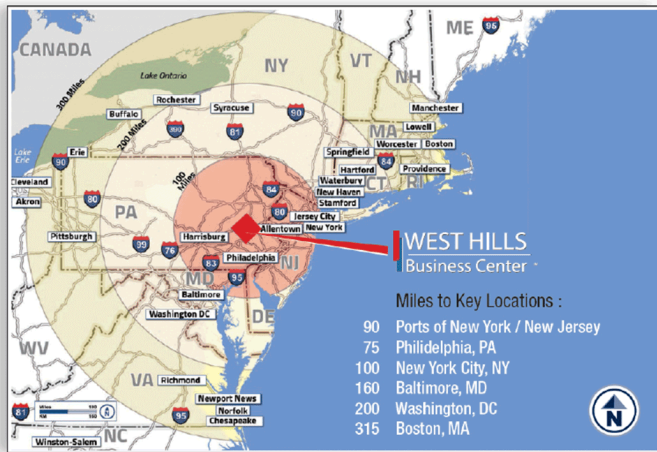 CANADA
ME
95
NY
VT
NH
Lake Ontario
300 Miles
Rochester
Syracuse
90
Manchester
Buffalo
200 Miles
390
81
MA
Lowell
Worcester
Boston
Lake
Erie
90
Erie
Springfield
84
100
Miles
Hartford
CT
RI
Providence
Cleveland
Waterbury
New Haven
80
84
Akron
Stamford
PA
80
Jersey City
Allentown
New York
Pittsburgh
99
76
Harrisburg
83
Philadelphia
NJ
95
MD
Baltimore
Washington DC
DE
WV
VA
Richmond
Newport News
Norfolk
Chesapeake
81
Miles
95
NC
Winston-Salem
WEST HILLS
Business Center
Miles to Key Locations :
90 Ports of New York / New Jersey
75 Philidelphia, PA
100 New York City, NY
160 Baltimore, MD
200 Washington, DC
315 Boston, MA
N